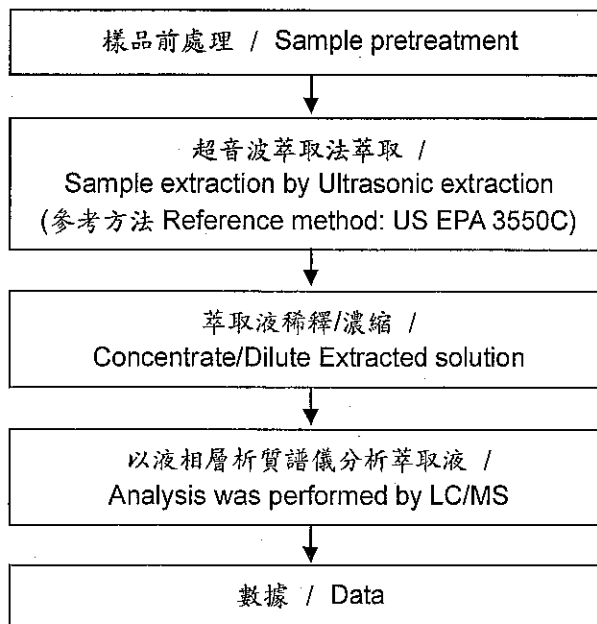 樣品前處理 / Sample pretreatment
超音波萃取法萃取 /
Sample extraction by Ultrasonic extraction
(參考方法 Reference method: US EPA 3550C)
萃取液稀釋/濃縮 /
Concentrate/Dilute Extracted solution
以液相層析質譜儀分析萃取液 /
Analysis was performed by LC/MS
數據 / Data